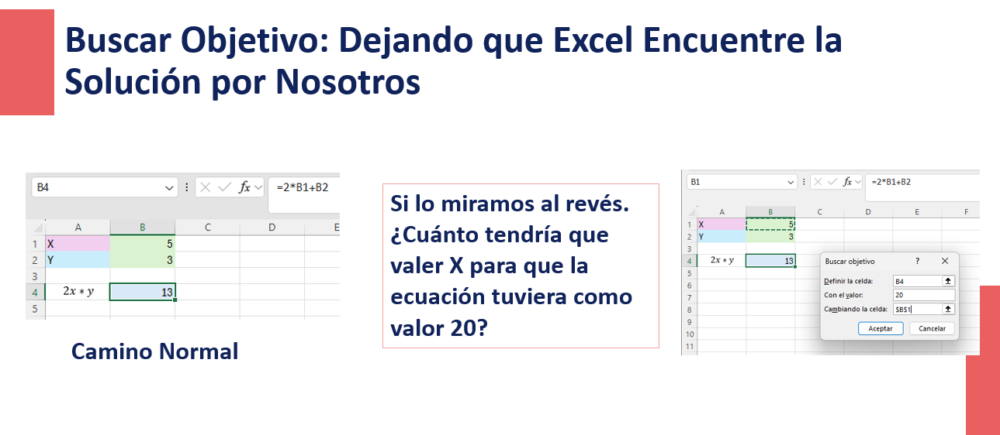 Buscar Objetivo: Dejando que Excel Encuentre la
Solución por Nosotros
B4
fx
=2*B1+B2
A B C D E
1 X 5
2 Y 3
3
4 2x * y 13
5
Camino Normal
Si lo miramos al revés.
¿Cuánto tendría que
valer X para que la
ecuación tuviera como
valor 20?
B1
fx
=2*B1+B2
A B C D E F
1 X 5
2 Y 3
3
4 2x * y 13
5
6
7
8
9
10
11
Buscar objetivo ? X
Definir la celda: B4
Con el valor: 20
Cambiando la celda: $B$1
Aceptar Cancelar